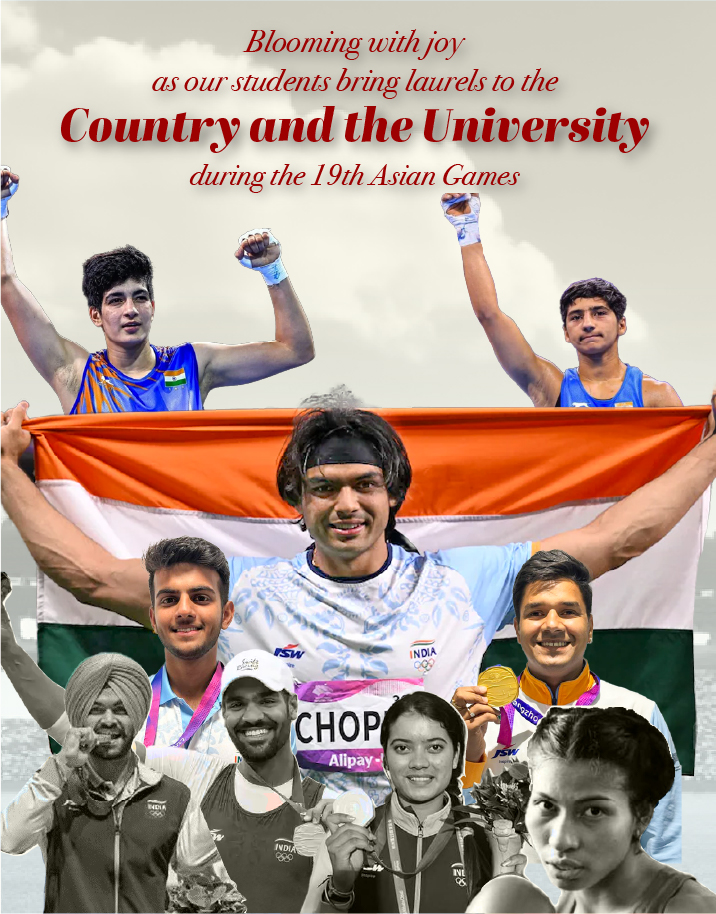 Blooming with joy
as our students bring laurels to the
Country and the University
during the 19th Asian Games
JSW
INDIA
CHOP
Alipay
JSW
INDIA
INDIA
INDIA